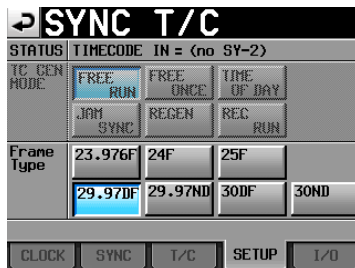 SYNC T/C
STATUS TIMECODE IN = (no SY-2)
TC GEN MODE FREE RUN FREE ONCE TIME OF DAY
JAM SYNC REGEN REC RUN
Frame Type 23.976F 24F 25F
29.97DF 29.97ND 30DF 30ND
CLOCK SYNC T/C SETUP I/O